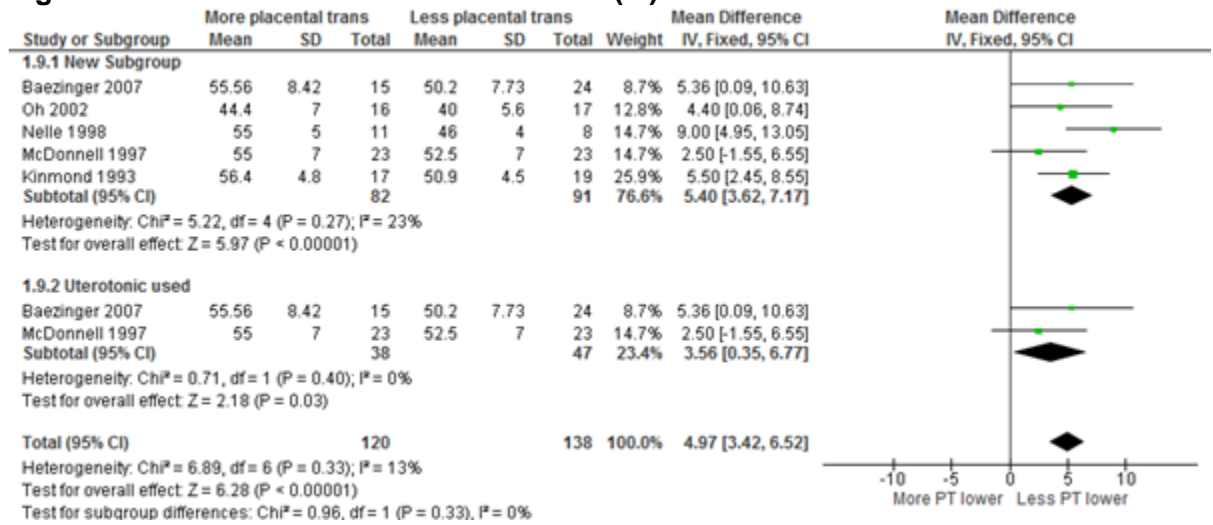 More placental trans Less placental trans Mean Difference Mean Difference
Study or Subgroup Mean SD Total Mean SD Total Weight IV, Fixed, 95% CI IV, Fixed, 95% CI
1.9.1 New Subgroup
Baezinger 2007 55.56 8.42 15 50.2 7.73 24 8.7% 5.36 [0.09, 10.63]
Oh 2002 44.4 7 16 40 5.6 17 12.8% 4.40 [0.06, 8.74]
Nelle 1998 55 5 11 46 4 8 14.7% 9.00 [4.95, 13.05]
McDonnell 1997 55 7 23 52.5 7 23 14.7% 2.50 [-1.55, 6.55]
Kinmond 1993 56.4 4.8 17 50.9 4.5 19 25.9% 5.50 [2.45, 8.55]
Subtotal (95% CI) 82 91 76.6% 5.40 [3.62, 7.17]
Heterogeneity: Chi² = 5.22, df = 4 (P = 0.27); I² = 23%
Test for overall effect: Z = 5.97 (P < 0.00001)
1.9.2 Uterotonic used
Baezinger 2007 55.56 8.42 15 50.2 7.73 24 8.7% 5.36 [0.09, 10.63]
McDonnell 1997 55 7 23 52.5 7 23 14.7% 2.50 [-1.55, 6.55]
Subtotal (95% CI) 38 47 23.4% 3.56 [0.35, 6.77]
Heterogeneity: Chi² = 0.71, df = 1 (P = 0.40); I² = 0%
Test for overall effect: Z = 2.18 (P = 0.03)
Total (95% CI) 120 138 100.0% 4.97 [3.42, 6.52]
Heterogeneity: Chi² = 6.89, df = 6 (P = 0.33); I² = 13%
Test for overall effect: Z = 6.28 (P < 0.00001)
Test for subgroup differences: Chi² = 0.96, df = 1 (P = 0.33), I² = 0%
-10 -5 0 5 10
More PT lower Less PT lower